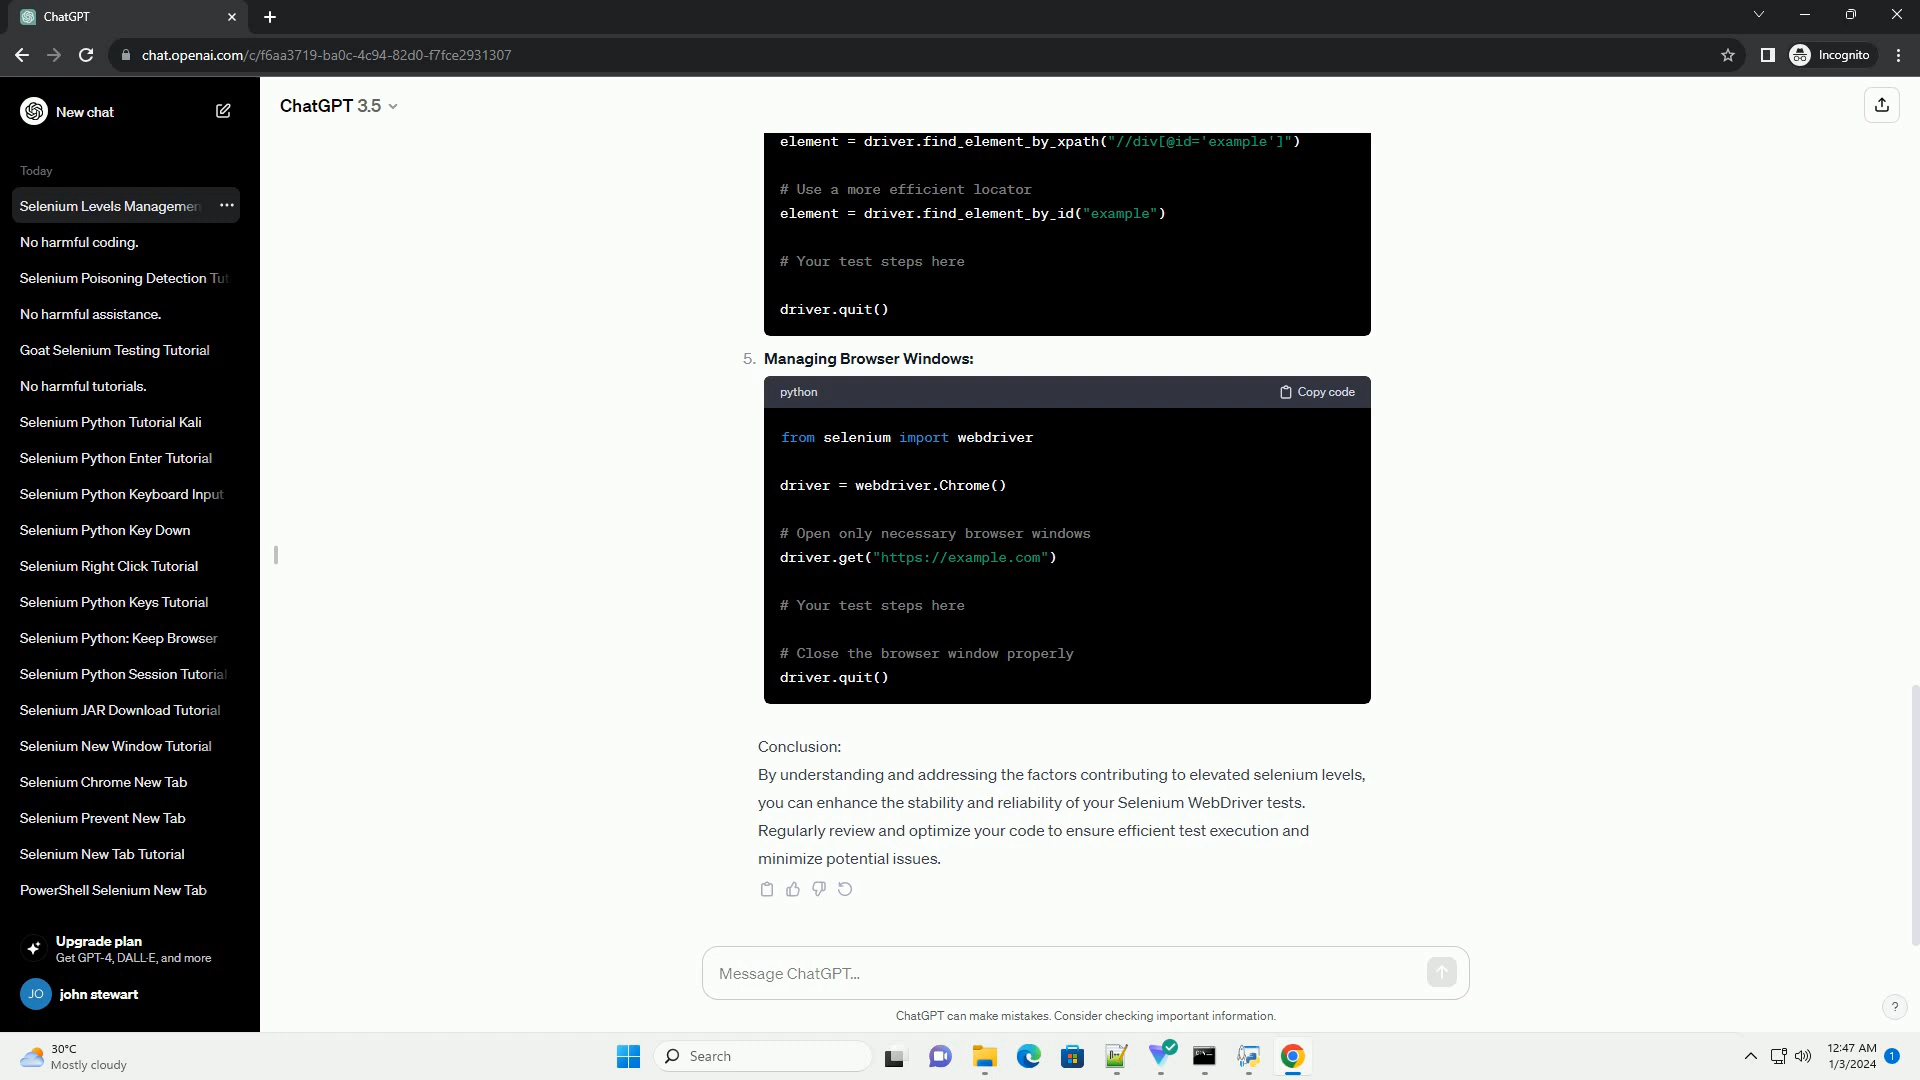 ChatGPT
chat.openai.com/c/f6aa3719-ba0c-4c94-82d0-f7fce2931307
Incognito
New chat
Today
Selenium Levels Managemen
No harmful coding.
Selenium Poisoning Detection Tut
No harmful assistance.
Goat Selenium Testing Tutorial
No harmful tutorials.
Selenium Python Tutorial Kali
Selenium Python Enter Tutorial
Selenium Python Keyboard Input
Selenium Python Key Down
Selenium Right Click Tutorial
Selenium Python Keys Tutorial
Selenium Python: Keep Browser
Selenium Python Session Tutorial
Selenium JAR Download Tutorial
Selenium New Window Tutorial
Selenium Chrome New Tab
Selenium Prevent New Tab
Selenium New Tab Tutorial
PowerShell Selenium New Tab
Upgrade plan
Get GPT-4, DALL·E, and more
JO
john stewart
ChatGPT 3.5
element = driver.find_element_by_xpath("//div[@id='example']")
# Use a more efficient locator
element = driver.find_element_by_id("example")
# Your test steps here
driver.quit()
5. Managing Browser Windows:
python
Copy code
from selenium import webdriver
driver = webdriver.Chrome()
# Open only necessary browser windows
driver.get("https://example.com")
# Your test steps here
# Close the browser window properly
driver.quit()
Conclusion:
By understanding and addressing the factors contributing to elevated selenium levels,
you can enhance the stability and reliability of your Selenium WebDriver tests.
Regularly review and optimize your code to ensure efficient test execution and
minimize potential issues.
Message ChatGPT...
ChatGPT can make mistakes. Consider checking important information.
?
30°C
Mostly cloudy
Search
12:47 AM
1/3/2024
1